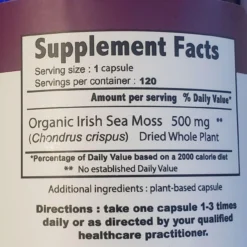 Supplement Facts
Serving size : 1 capsule
Servings per container : 120
Amount per serving % Daily Value*
Organic Irish Sea Moss 500 mg **
(Chondrus crispus) Dried Whole Plant
*Percentage of Daily Value based on a 2000 calorie diet
** No established Daily Value
Additional ingredients : plant-based capsule
Directions : take one capsule 1-3 times
daily or as directed by your qualified
healthcare practitioner.